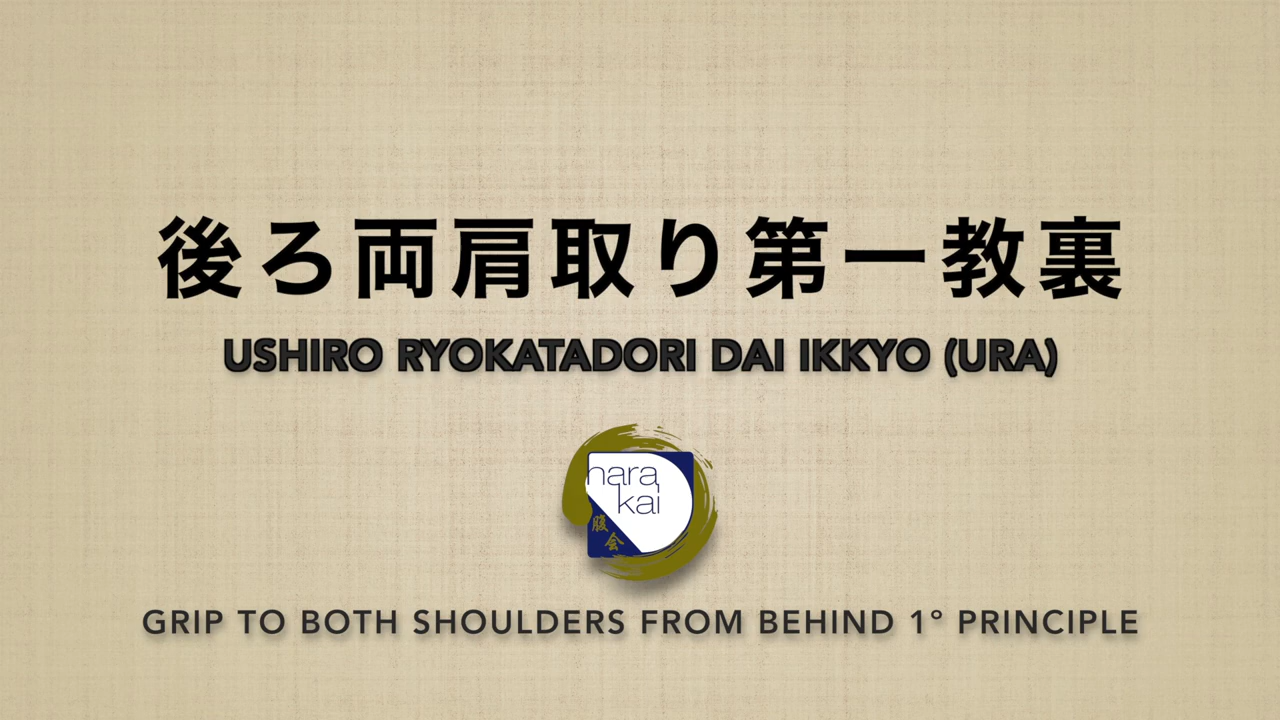 後ろ両肩取り第一教裏
USHIRO RYOKATADORI DAI IKKYO (URA)
hara
kai
腹
会
GRIP TO BOTH SHOULDERS FROM BEHIND 1° PRINCIPLE